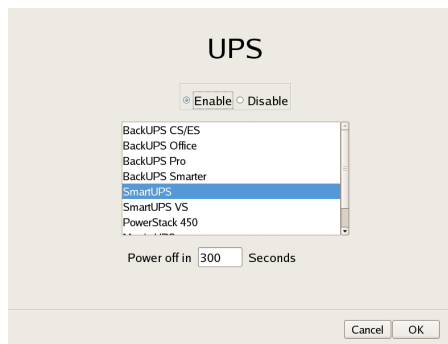 UPS
Enable Disable
BackUPS CS/ES
BackUPS Office
BackUPS Pro
BackUPS Smarter
SmartUPS
SmartUPS VS
PowerStack 450
Power off in 300 Seconds
Cancel OK